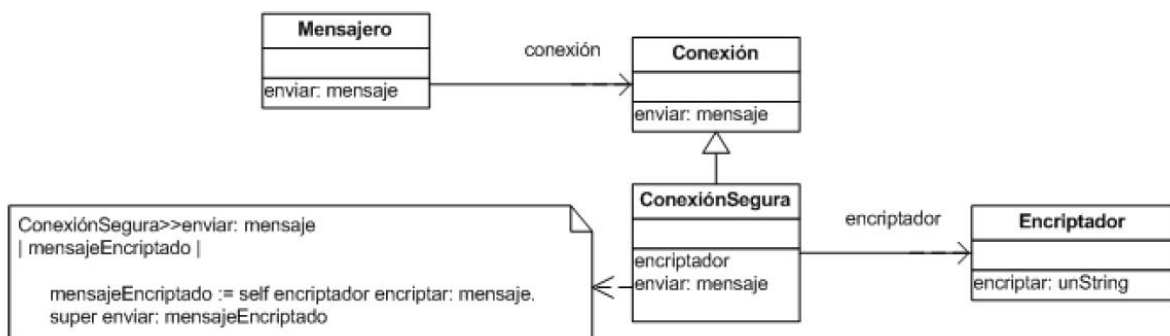 Mensajero
enviar: mensaje
conexión
Conexión
enviar: mensaje
ConexiónSegura
encriptador
enviar: mensaje
encriptador
Encriptador
encriptar: unString
ConexiónSegura>>enviar: mensaje
| mensajeEncriptado |
mensajeEncriptado := self encriptador encriptar: mensaje.
super enviar: mensajeEncriptado